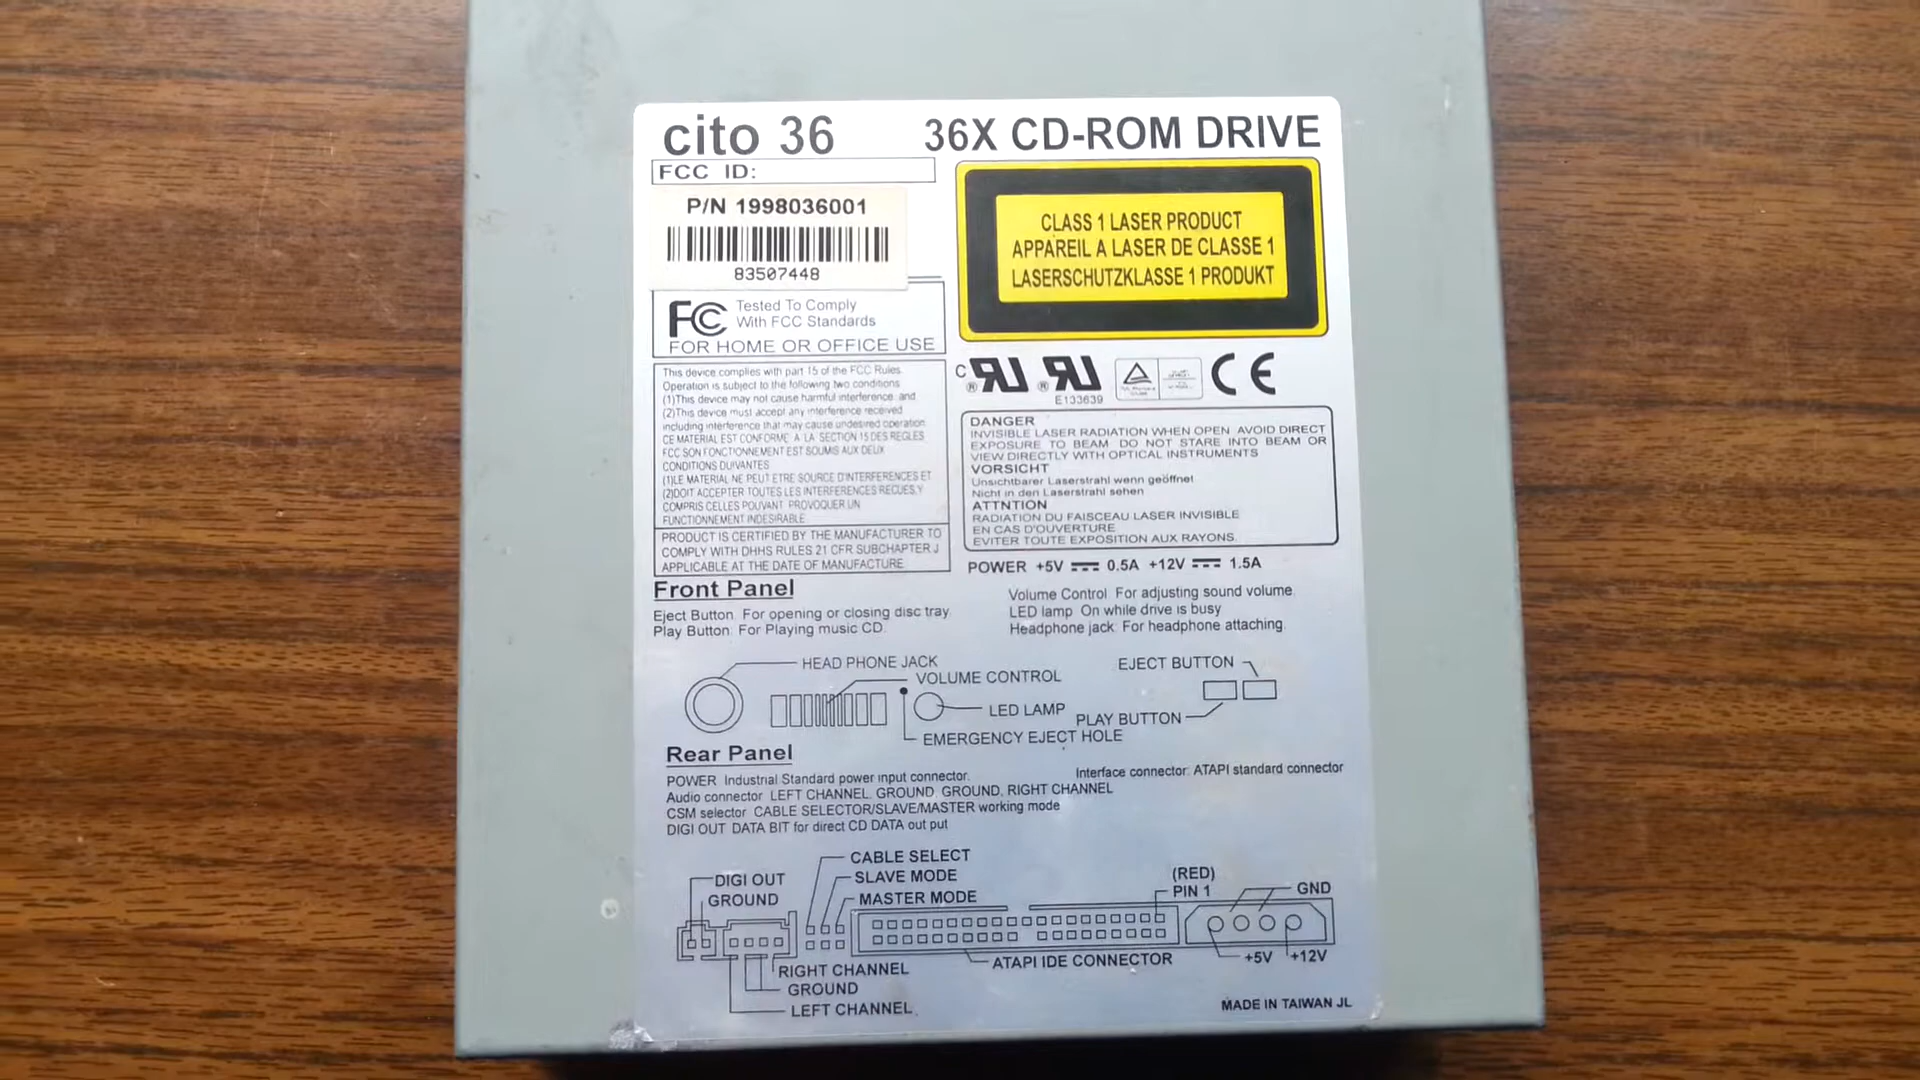 cito 36
36X CD-ROM DRIVE
FCC ID:
P/N 1998036001
83507448
CLASS 1 LASER PRODUCT
APPAREIL A LASER DE CLASSE 1
LASERSCHUTZKLASSE 1 PRODUKT
FC Tested To Comply
With FCC Standards
FOR HOME OR OFFICE USE
This device complies with part 15 of the FCC Rules.
Operation is subject to the following two conditions
(1)This device may not cause harmful interference, and
(2)This device must accept any interference received
including interference that may cause undesired operation
CE MATERIAL EST CONFORME A LA SECTION 15 DES REGLES
FCC SON FONCTIONNEMENT EST SOUMIS AUX DEUX
CONDITIONS DUIVANTES
(1)LE MATERIAL NE PEUT ETRE SOURCE D'INTERFERENCES ET
(2)DOIT ACCEPTER TOUTES LES INTERFERENCES RECUES,Y
COMPRIS CELLES POUVANT PROVOQUER UN
FUNCTIONNEMENT INDESIRABLE
PRODUCT IS CERTIFIED BY THE MANUFACTURER TO
COMPLY WITH DHHS RULES 21 CFR SUBCHAPTER J
APPLICABLE AT THE DATE OF MANUFACTURE
C RU ® RU ® CE
E133639
DANGER
INVISIBLE LASER RADIATION WHEN OPEN AVOID DIRECT
EXPOSURE TO BEAM DO NOT STARE INTO BEAM OR
VIEW DIRECTLY WITH OPTICAL INSTRUMENTS
VORSICHT
Unsichtbarer Laserstrahl wenn geöffnet
Nicht in den Laserstrahl sehen
ATTNTION
RADIATION DU FAISCEAU LASER INVISIBLE
EN CAS D'OUVERTURE
EVITER TOUTE EXPOSITION AUX RAYONS.
POWER +5V 0.5A +12V 1.5A
Front Panel
Eject Button: For opening or closing disc tray.
Play Button: For Playing music CD.
Volume Control: For adjusting sound volume.
LED lamp: On while drive is busy
Headphone jack: For headphone attaching.
HEAD PHONE JACK
VOLUME CONTROL
LED LAMP
EMERGENCY EJECT HOLE
EJECT BUTTON
PLAY BUTTON
Rear Panel
POWER Industrial Standard power input connector.
Interface connector: ATAPI standard connector
Audio connector LEFT CHANNEL, GROUND, GROUND, RIGHT CHANNEL
CSM selector CABLE SELECTOR/SLAVE/MASTER working mode
DIGI OUT DATA BIT for direct CD DATA out put
DIGI OUT
GROUND
CABLE SELECT
SLAVE MODE
MASTER MODE
(RED)
PIN 1
GND
RIGHT CHANNEL
GROUND
LEFT CHANNEL
ATAPI IDE CONNECTOR
+5V
+12V
MADE IN TAIWAN JL